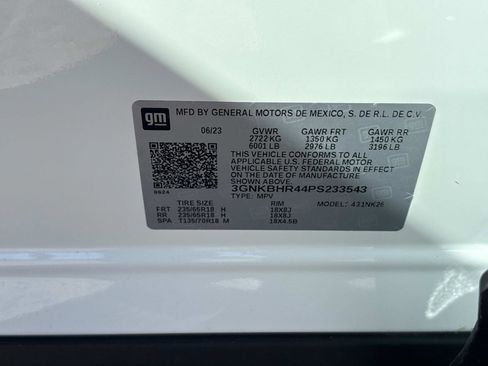 gm
MFD BY GENERAL MOTORS DE MEXICO, S. DE R.L. DE C.V.
06/23 GVWR GAWR FRT GAWR RR
2722 KG 1350 KG 1450 KG
6001 LB 2976 LB 3196 LB
THIS VEHICLE CONFORMS TO ALL
APPLICABLE U.S. FEDERAL MOTOR
VEHICLE SAFETY STANDARDS IN EFFECT
ON THE DATE OF MANUFACTURE SHOWN ABOVE.
3GNKBHR44PS233543
TYPE: MPV
9624
TIRE SIZE RIM MODEL: 431NK26
FRT 235/65R18 H 18X8J
RR 235/65R18 H 18X8J
SPA T135/70R18 M 18X4.5B